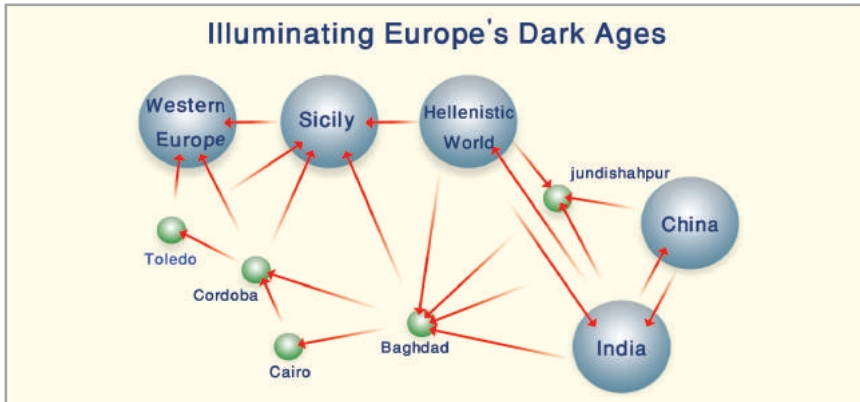 Illuminating Europe's Dark Ages
Western
Europe
Sicily
Hellenistic
World
jundishahpur
China
Toledo
Cordoba
Baghdad
India
Cairo